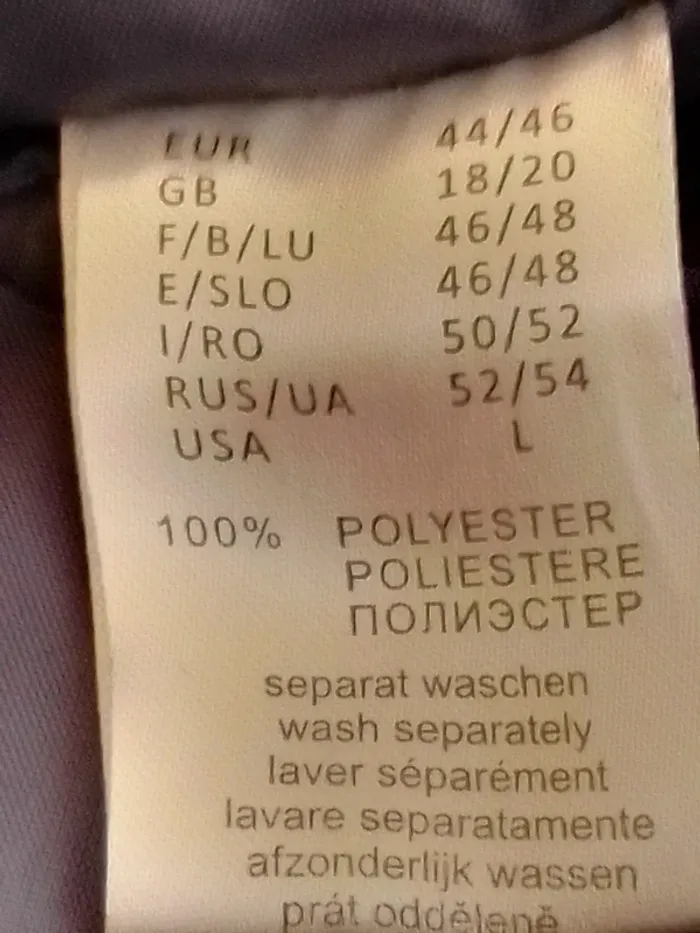 EUR 44/46
GB 18/20
F/B/LU 46/48
E/SLO 46/48
I/RO 50/52
RUS/UA 52/54
USA L
100% POLYESTER
POLIESTERE
ПОЛИЭСТЕР
separat waschen
wash separately
laver séparément
lavare separatamente
afzonderlijk wassen
prát odděleně